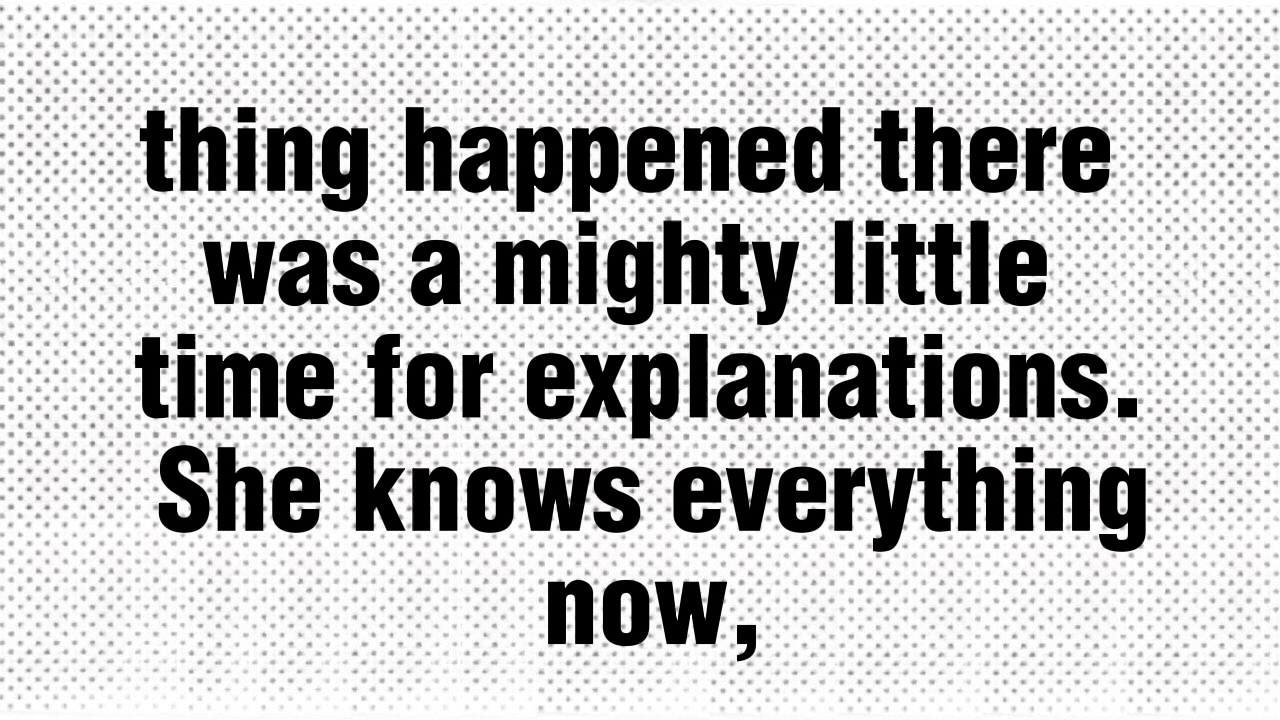 thing happened there
was a mighty little
time for explanations.
She knows everything
now,